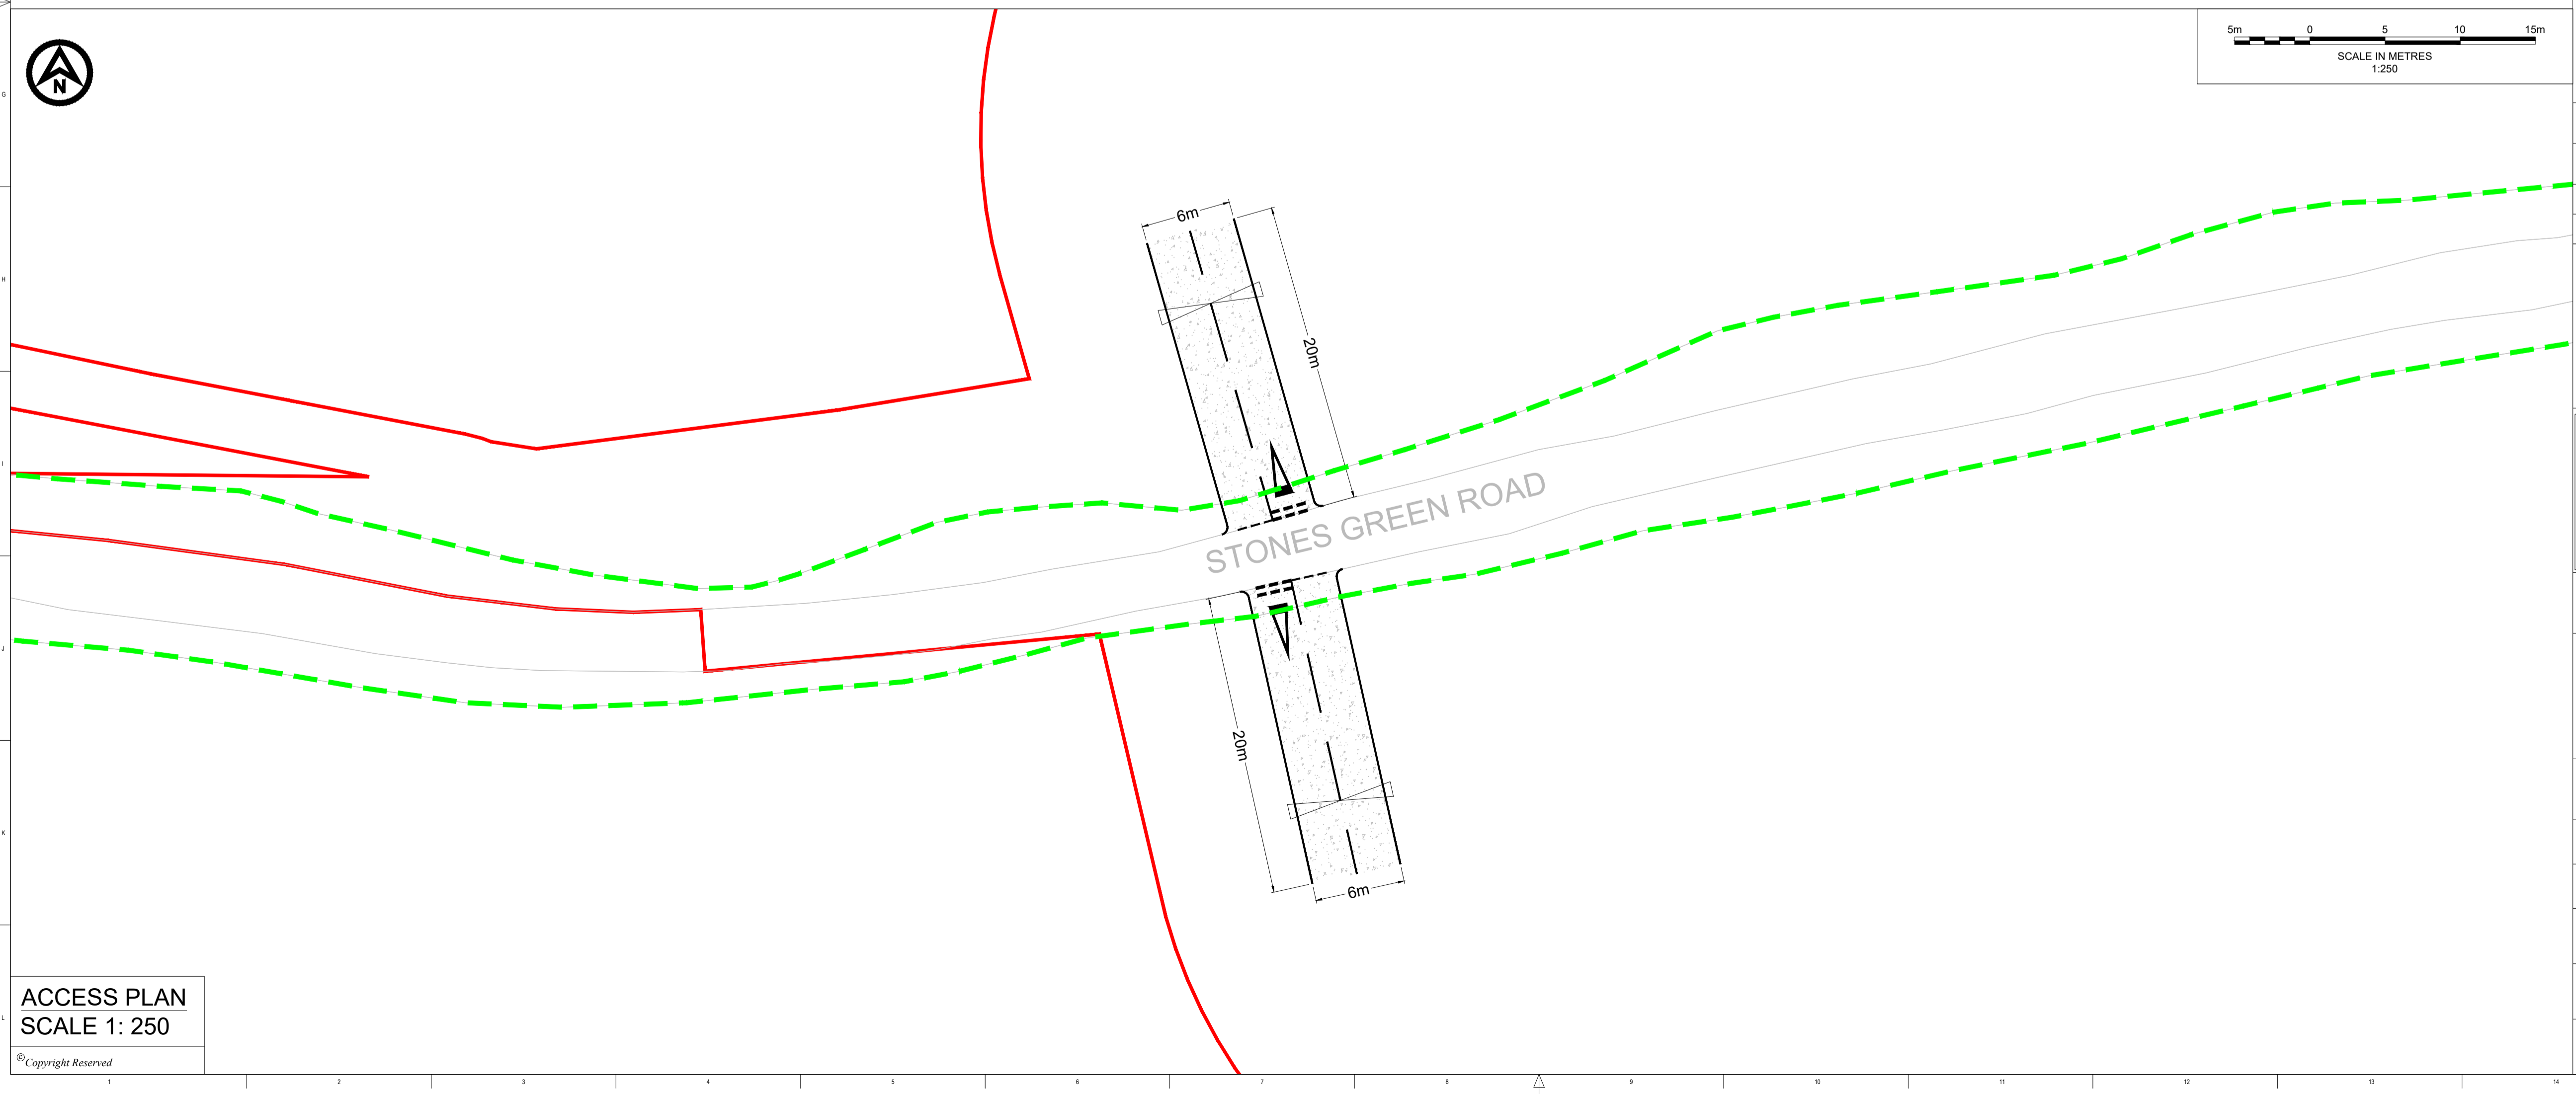 N
5m 0 5 10 15m
SCALE IN METRES
1:250
G
H
I
J
K
L
6m
20m
STONES GREEN ROAD
20m
6m
ACCESS PLAN
SCALE 1: 250
©Copyright Reserved
1 2 3 4 5 6 7 8 9 10 11 12 13 14